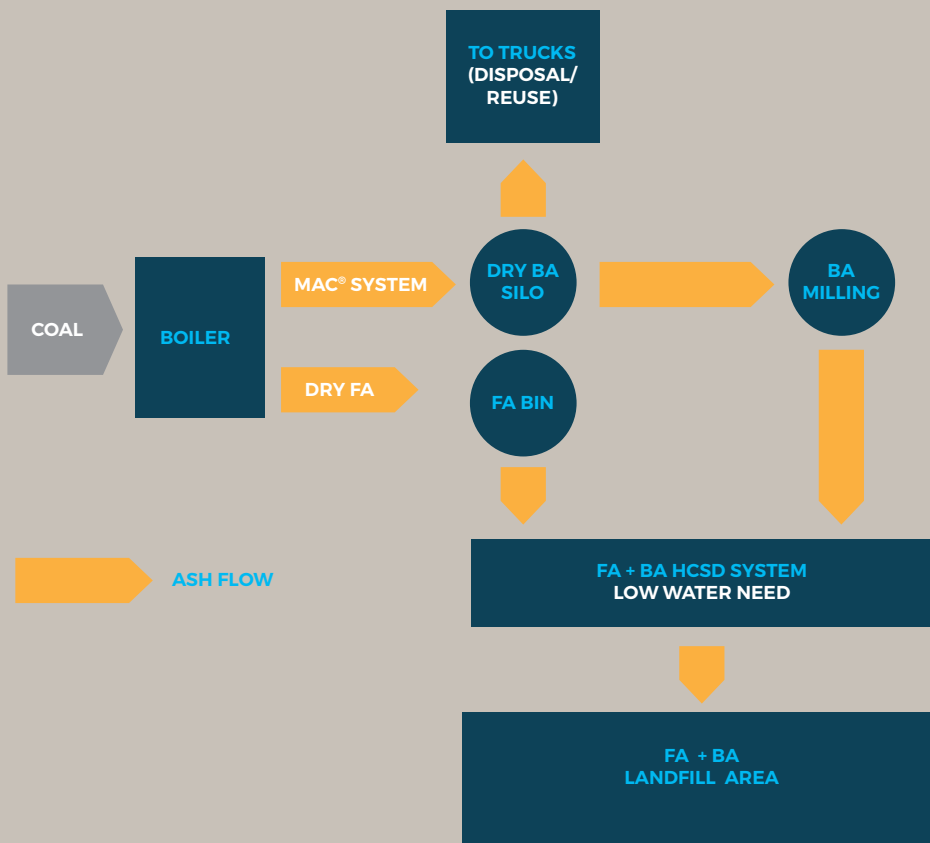 TO TRUCKS
(DISPOSAL/
REUSE)
MAC® SYSTEM
DRY BA
SILO
BA
MILLING
COAL
BOILER
DRY FA
FA BIN
ASH FLOW
FA + BA HCSD SYSTEM
LOW WATER NEED
FA + BA
LANDFILL AREA